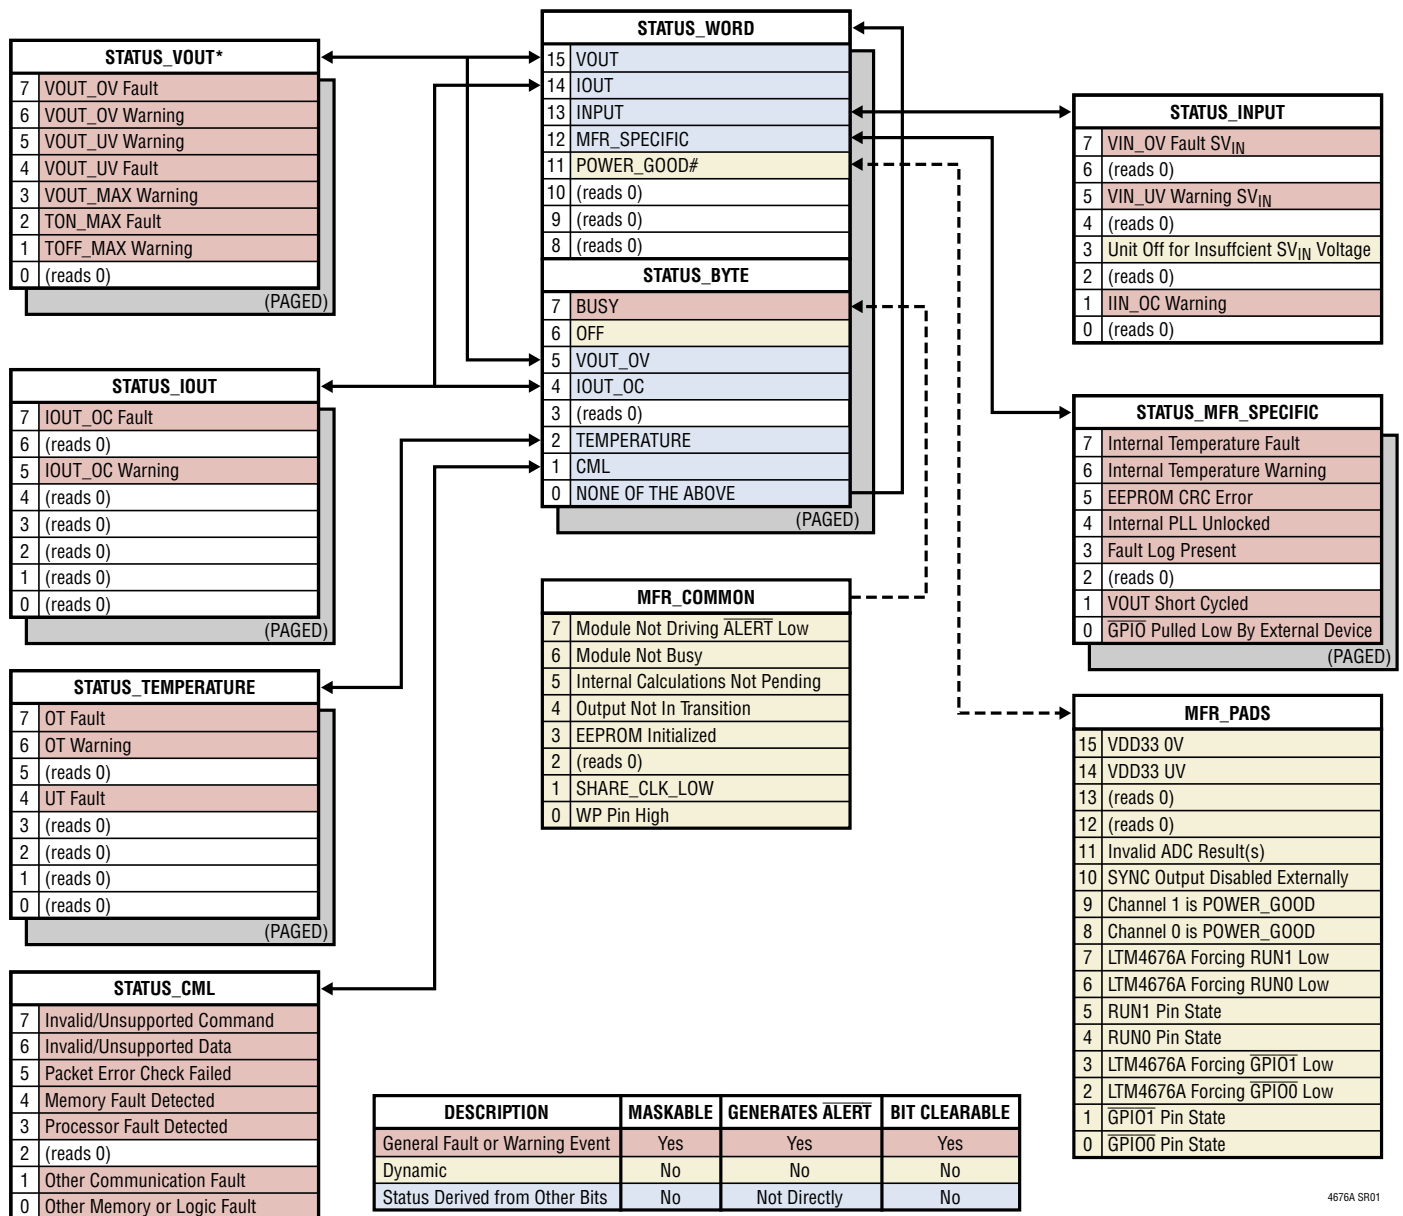 STATUS_VOUT*
7 VOUT_OV Fault
6 VOUT_OV Warning
5 VOUT_UV Warning
4 VOUT_UV Fault
3 VOUT_MAX Warning
2 TON_MAX Fault
1 TOFF_MAX Warning
0 (reads 0)
(PAGED)
STATUS_IOUT
7 IOUT_OC Fault
6 (reads 0)
5 IOUT_OC Warning
4 (reads 0)
3 (reads 0)
2 (reads 0)
1 (reads 0)
0 (reads 0)
(PAGED)
STATUS_TEMPERATURE
7 OT Fault
6 OT Warning
5 (reads 0)
4 UT Fault
3 (reads 0)
2 (reads 0)
1 (reads 0)
0 (reads 0)
(PAGED)
STATUS_CML
7 Invalid/Unsupported Command
6 Invalid/Unsupported Data
5 Packet Error Check Failed
4 Memory Fault Detected
3 Processor Fault Detected
2 (reads 0)
1 Other Communication Fault
0 Other Memory or Logic Fault
STATUS_WORD
15 VOUT
14 IOUT
13 INPUT
12 MFR_SPECIFIC
11 POWER_GOOD#
10 (reads 0)
9 (reads 0)
8 (reads 0)
STATUS_BYTE
7 BUSY
6 OFF
5 VOUT_OV
4 IOUT_OC
3 (reads 0)
2 TEMPERATURE
1 CML
0 NONE OF THE ABOVE
(PAGED)
MFR_COMMON
7 Module Not Driving ALERT Low
6 Module Not Busy
5 Internal Calculations Not Pending
4 Output Not In Transition
3 EEPROM Initialized
2 (reads 0)
1 SHARE_CLK_LOW
0 WP Pin High
DESCRIPTION MASKABLE GENERATES ALERT BIT CLEARABLE
General Fault or Warning Event Yes Yes Yes
Dynamic No No No
Status Derived from Other Bits No Not Directly No
STATUS_INPUT
7 VIN_OV Fault SVIN
6 (reads 0)
5 VIN_UV Warning SVIN
4 (reads 0)
3 Unit Off for Insuffcient SVIN Voltage
2 (reads 0)
1 IIN_OC Warning
0 (reads 0)
STATUS_MFR_SPECIFIC
7 Internal Temperature Fault
6 Internal Temperature Warning
5 EEPROM CRC Error
4 Internal PLL Unlocked
3 Fault Log Present
2 (reads 0)
1 VOUT Short Cycled
0 GPIO Pulled Low By External Device
(PAGED)
MFR_PADS
15 VDD33 0V
14 VDD33 UV
13 (reads 0)
12 (reads 0)
11 Invalid ADC Result(s)
10 SYNC Output Disabled Externally
9 Channel 1 is POWER_GOOD
8 Channel 0 is POWER_GOOD
7 LTM4676A Forcing RUN1 Low
6 LTM4676A Forcing RUN0 Low
5 RUN1 Pin State
4 RUN0 Pin State
3 LTM4676A Forcing GPIO1 Low
2 LTM4676A Forcing GPIO0 Low
1 GPIO1 Pin State
0 GPIO0 Pin State
4676A SR01